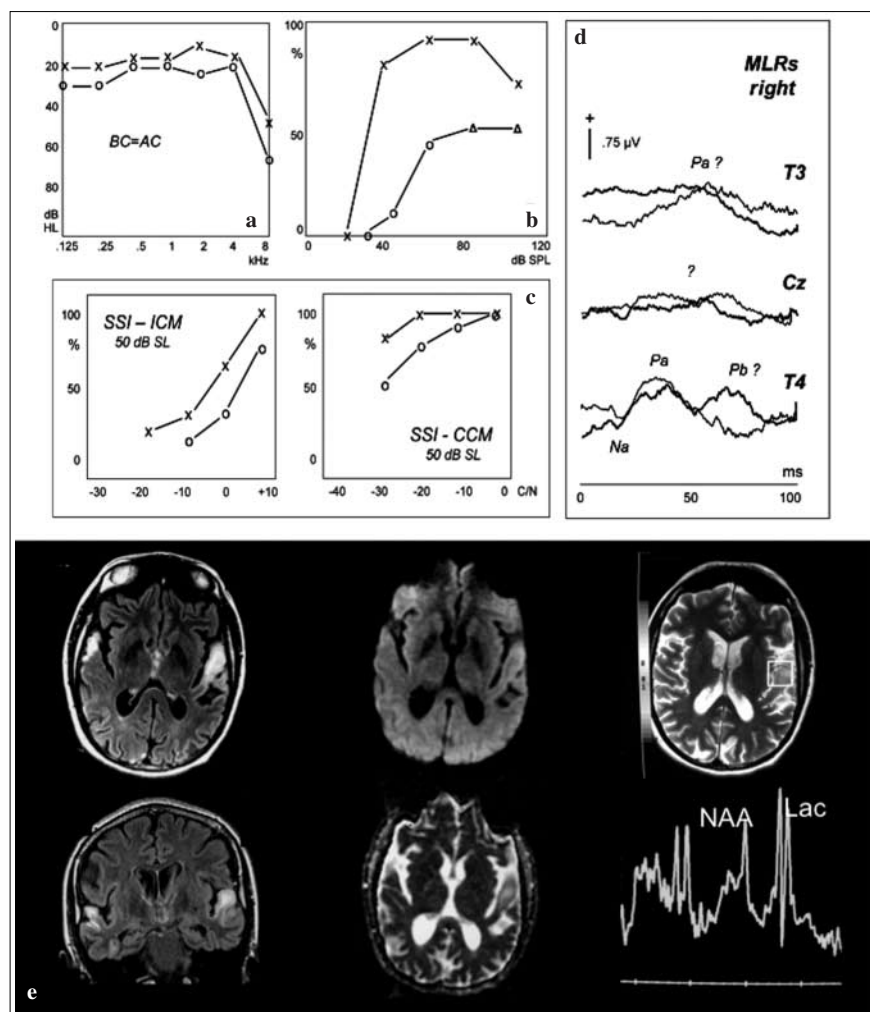 0
20
40
60
80
dB
HL
.125 .25 .5 1 2 4 8
kHz
BC=AC
a
100
%
50
0
0 40 80 120
dB SPL
b
c
SSI – ICM
50 dB SL
100
%
50
0
-30 -20 -10 0 +10
100
%
50
0
SSI - CCM
50 dB SL
-40 -30 -20 -10 0 C/N
d
MLRs
right
+
.75 µV
Pa ?
T3
?
Cz
Pa
Pb ?
T4
Na
ms
0 50 100
NAA
Lac
e